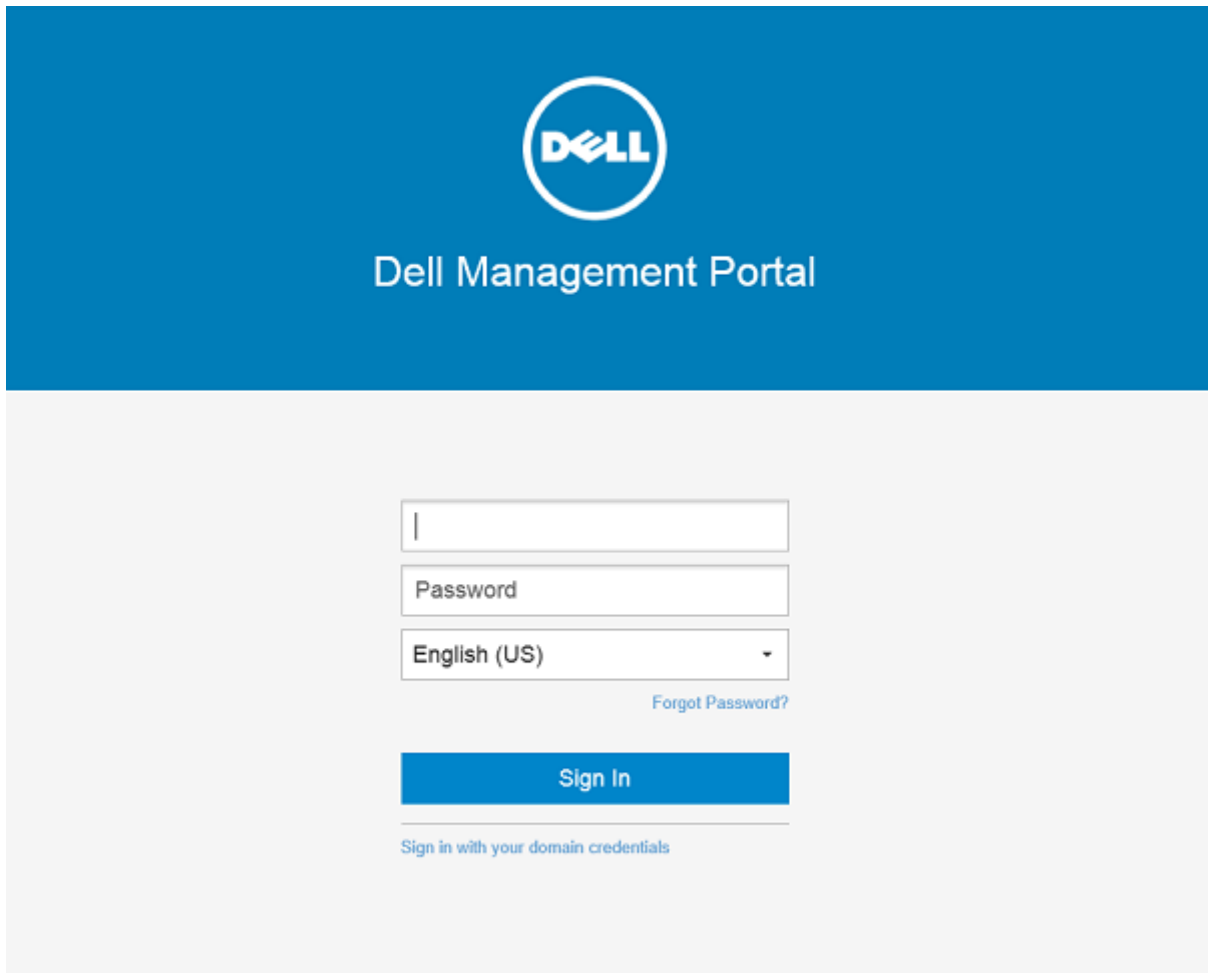 DELL
Dell Management Portal
Password
English (US)
Forgot Password?
Sign In
Sign in with your domain credentials